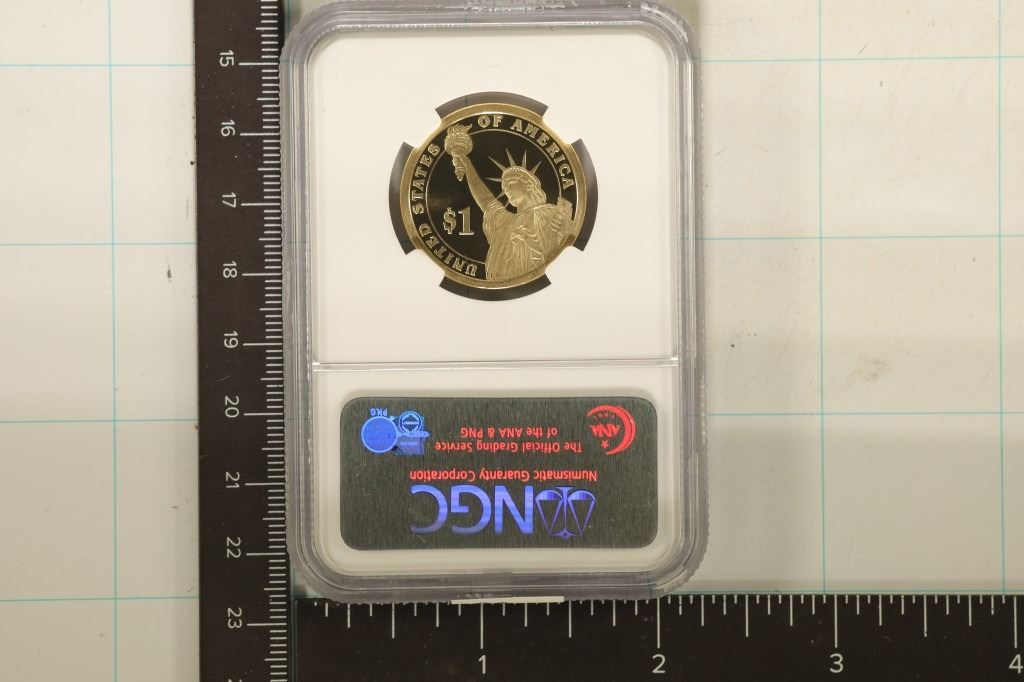 15
16
17
18
19
20
21
22
23
UNITED STATES OF AMERICA
$1
NGC
Numismatic Guaranty Corporation
The Official Grading Service
of the ANA & PNG
ANA
1891
PNG
1 2 3 4